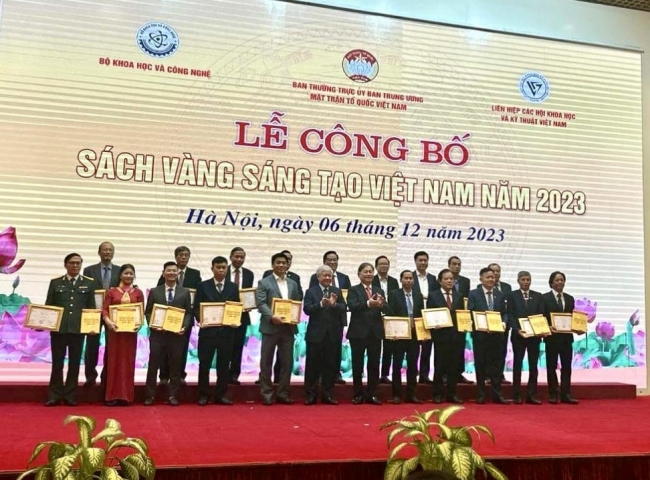 BỘ KHOA HỌC VÀ CÔNG NGHỆ
BAN THƯỜNG TRỰC ỦY BAN TRUNG ƯƠNG
MẶT TRẬN TỔ QUỐC VIỆT NAM
LIÊN HIỆP CÁC HỘI KHOA HỌC
VÀ KỸ THUẬT VIỆT NAM
LỄ CÔNG BỐ
SÁCH VÀNG SÁNG TẠO VIỆT NAM NĂM 2023
Hà Nội, ngày 06 tháng 12 năm 2023